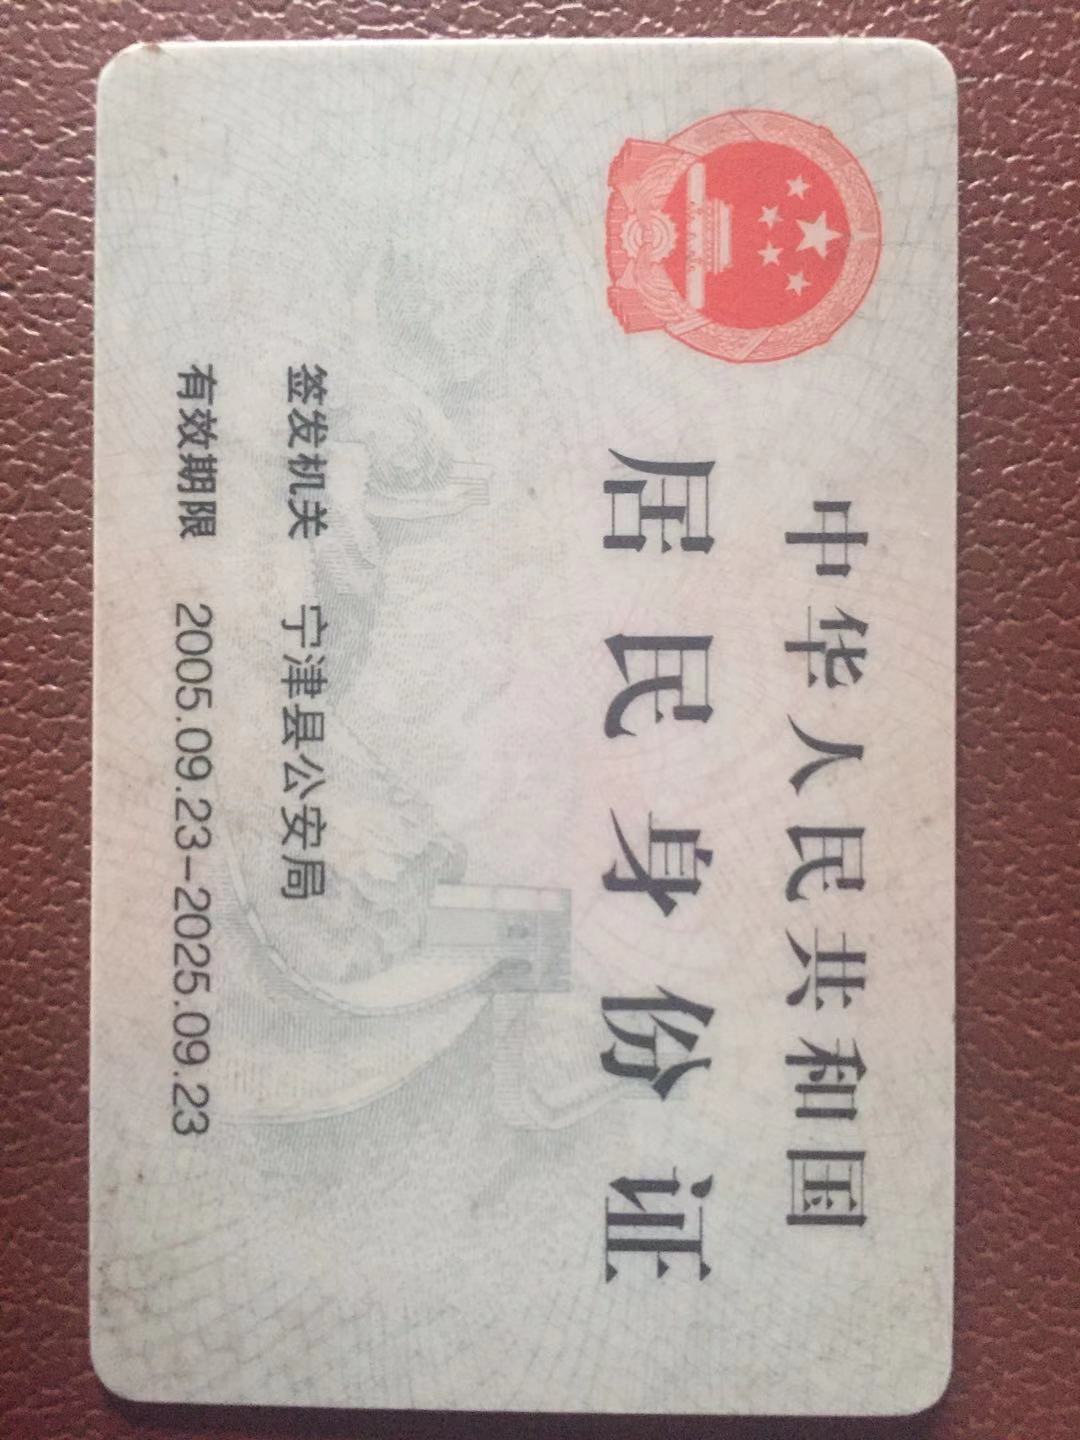 中华人民共和国
居民身份证
签发机关 宁津县公安局
有效期限 2005.09.23-2025.09.23